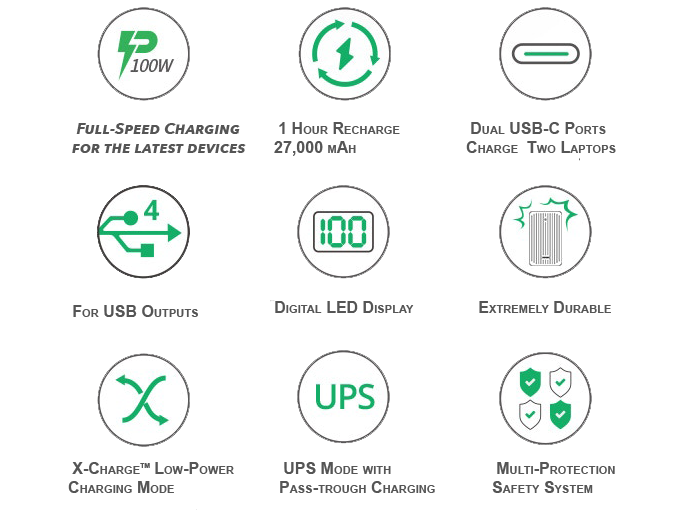 100W
Full-Speed Charging
for the latest devices
1 Hour Recharge
27,000 mAh
Dual USB-C Ports
Charge Two Laptops
4
For USB Outputs
100
Digital LED Display
Extremely Durable
X-Charge™ Low-Power
Charging Mode
UPS
UPS Mode with
Pass-trough Charging
Multi-Protection
Safety System